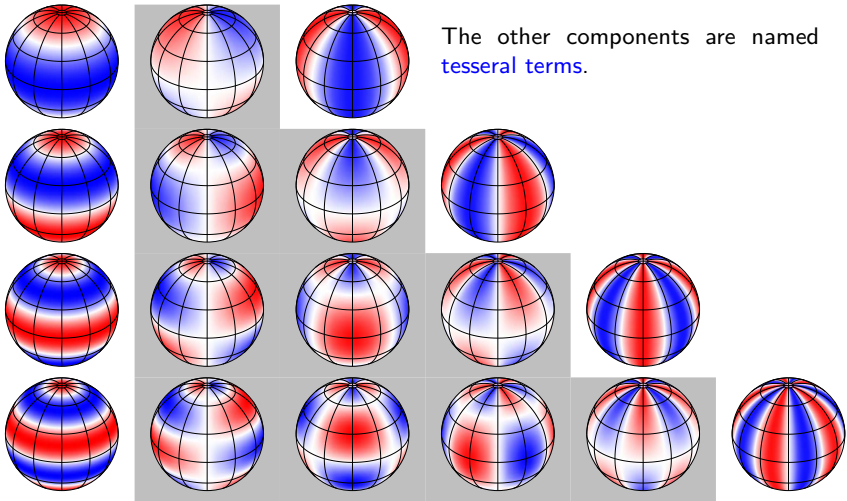 The other components are named
tesseral terms.